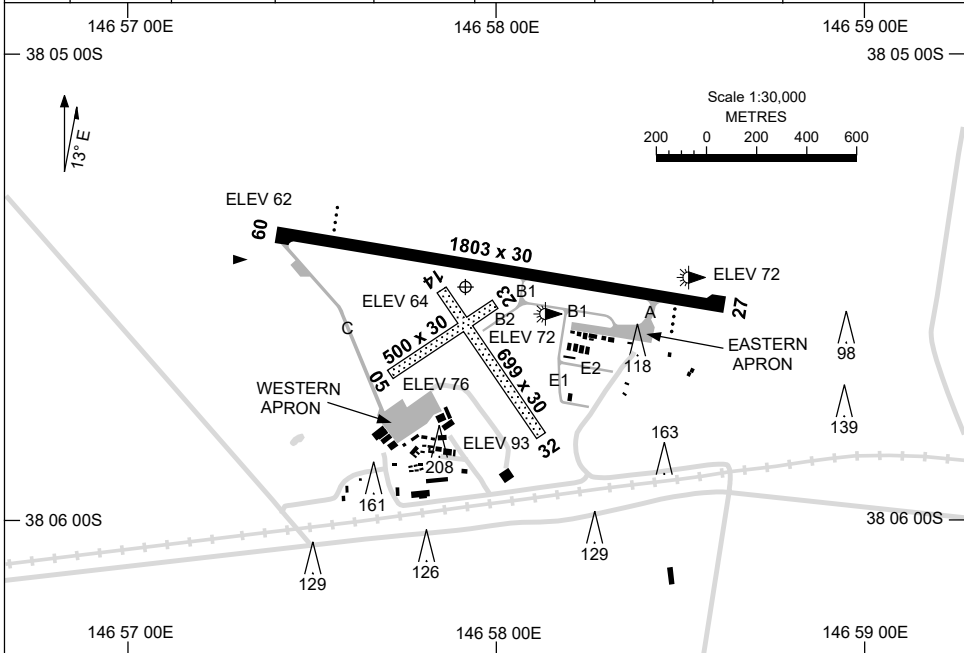 146 57 00E
146 58 00E
146 59 00E
38 05 00S
38 05 00S
Scale 1:30,000
METRES
200 0 200 400 600
13° E
ELEV 62
09
1803 x 30
ELEV 72
27
14
ELEV 64
23
B1
B2
B1
A
ELEV 72
500 x 30
699 x 30
C
05
ELEV 76
E1
E2
118
EASTERN
APRON
98
WESTERN
APRON
139
ELEV 93
32
163
208
161
38 06 00S
38 06 00S
129
126
129
146 57 00E
146 58 00E
146 59 00E